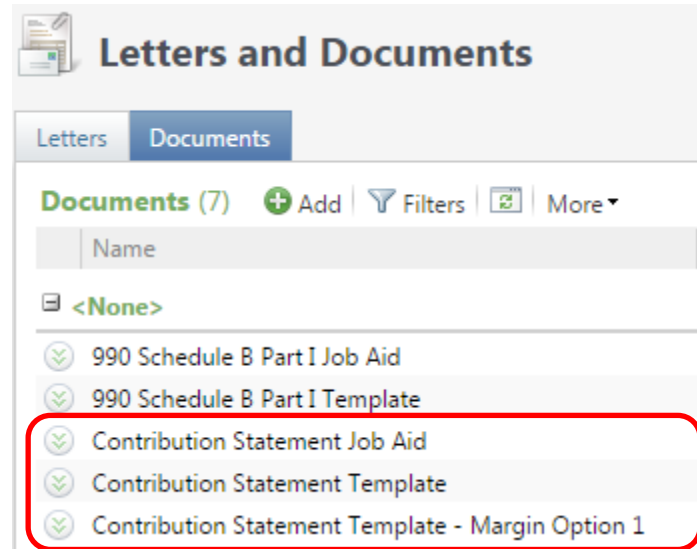 Letters and Documents
Letters Documents
Documents (7) Add Filters More
Name
<None>
990 Schedule B Part I Job Aid
990 Schedule B Part I Template
Contribution Statement Job Aid
Contribution Statement Template
Contribution Statement Template - Margin Option 1